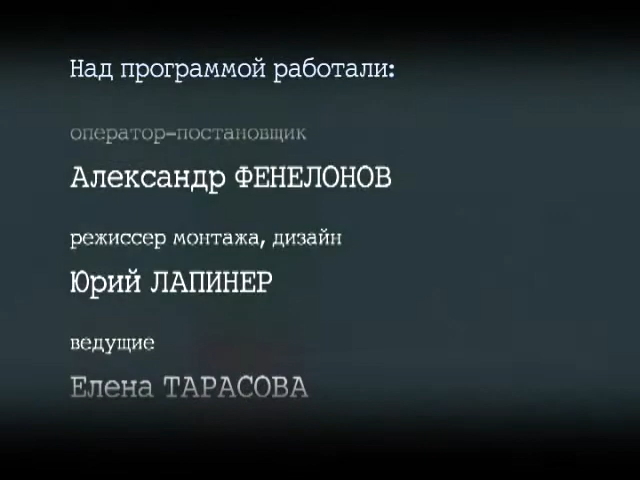 Над программой работали:
оператор-постановщик
Александр ФЕНЕЛОНОВ
режиссер монтажа, дизайн
Юрий ЛАПИНЕР
ведущие
Елена ТАРАСОВА